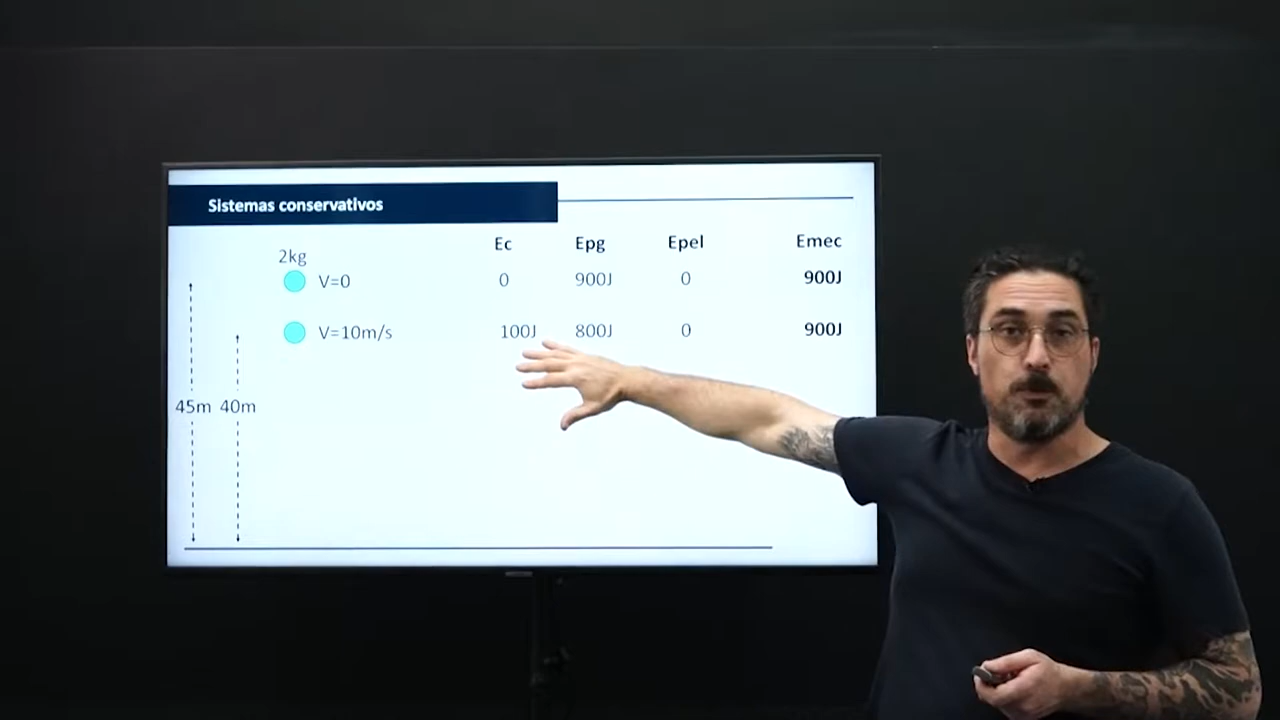 Sistemas conservativos
Ec Epg Epel Emec
2kg
V=0 0 900J 0 900J
V=10m/s 100J 800J 0 900J
45m 40m